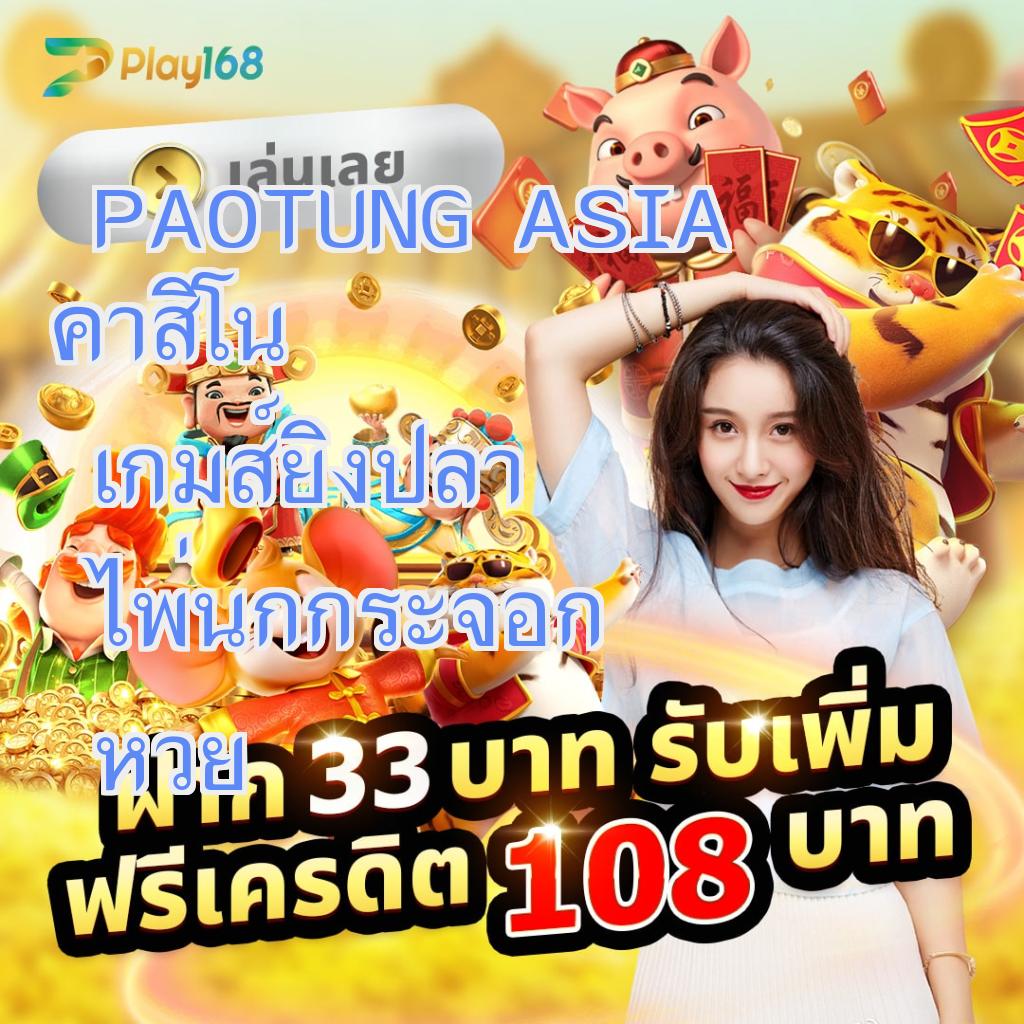 Play168
เล่นเลย
PAOTUNG ASIA
คาสิโน
เกมส์ยิงปลา
ไพ่นกกระจอก
หวย
ฝาก 33 บาท รับเพิ่ม
ฟรีเครดิต 108 บาท
福